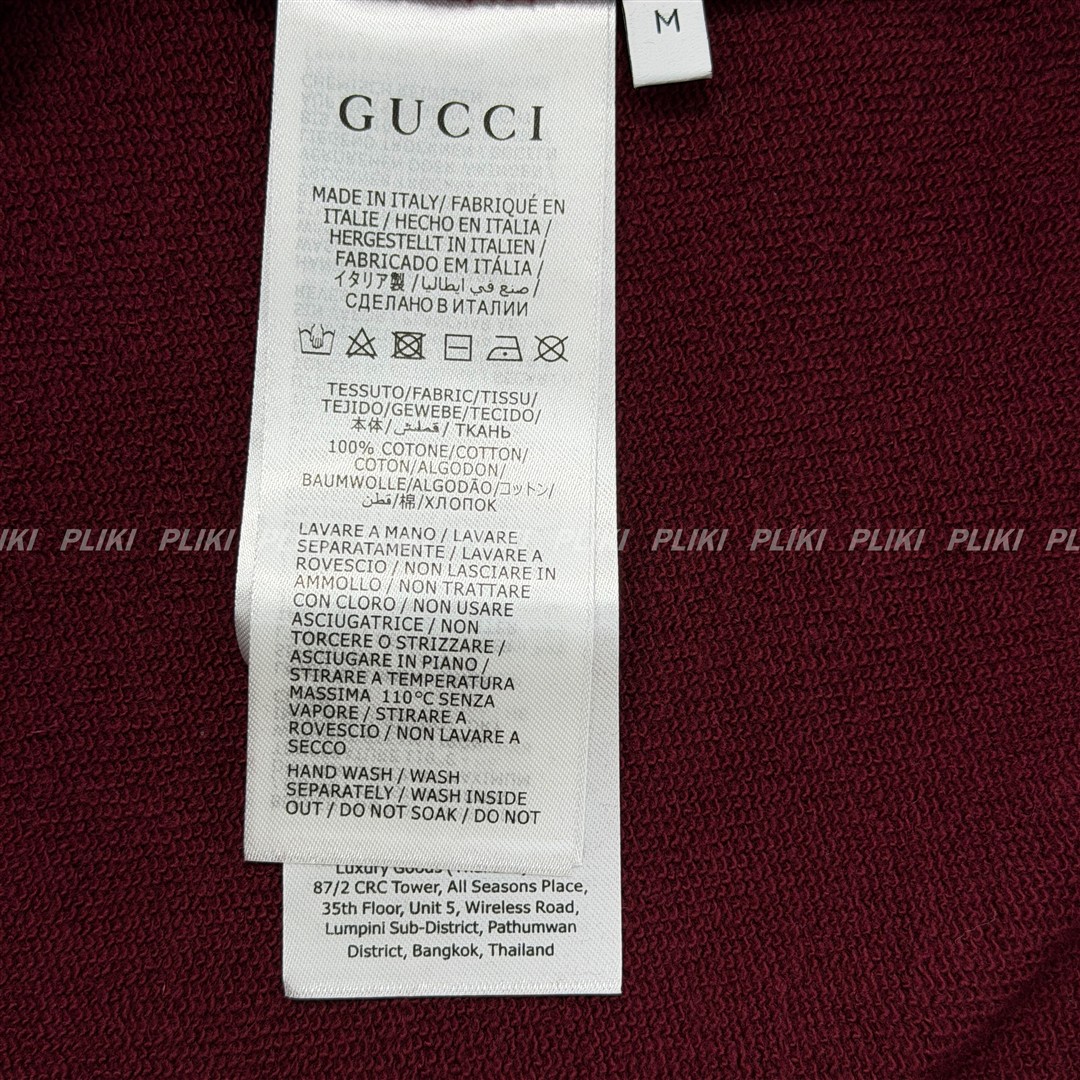 M
GUCCI
MADE IN ITALY/ FABRIQUÉ EN
ITALIE / HECHO EN ITALIA /
HERGESTELLT IN ITALIEN /
FABRICADO EM ITÁLIA /
イタリア製 /صنع في ايطاليا/
СДЕЛАНО В ИТАЛИИ
TESSUTO/FABRIC/TISSU/
TEJIDO/GEWEBE/TECIDO/
本体/قملش/ ТКАНЬ
100% COTONE/COTTON/
COTON/ALGODON/
BAUMWOLLE/ALGODÃO/コットン/
قطن/棉/ХЛОПОК
LAVARE A MANO / LAVARE
SEPARATAMENTE / LAVARE A
IKI PLIKI PLIKI PLIKI PLIKI PLIKI PL
ROVESCIO / NON LASCIARE IN
AMMOLLO / NON TRATTARE
CON CLORO / NON USARE
ASCIUGATRICE / NON
TORCERE O STRIZZARE /
ASCIUGARE IN PIANO /
STIRARE A TEMPERATURA
MASSIMA 110°C SENZA
VAPORE / STIRARE A
ROVESCIO / NON LAVARE A
SECCO
HAND WASH / WASH
SEPARATELY / WASH INSIDE
OUT / DO NOT SOAK / DO NOT
Luxury Goods
87/2 CRC Tower, All Seasons Place,
35th Floor, Unit 5, Wireless Road,
Lumpini Sub-District, Pathumwan
District, Bangkok, Thailand